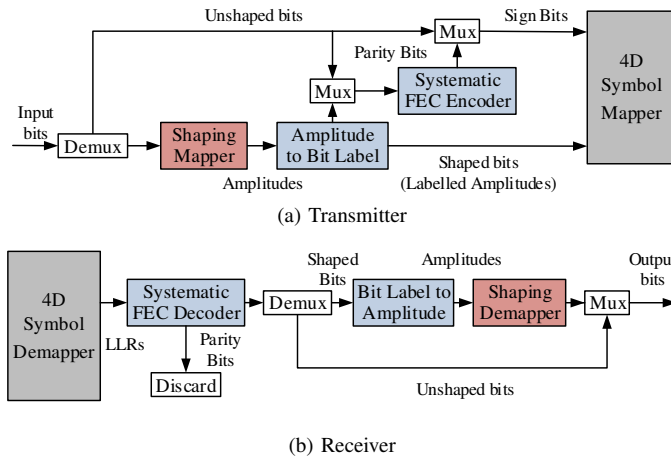 Unshaped bits
Sign Bits
Mux
Parity Bits
4D
Symbol
Mapper
Systematic
FEC Encoder
Mux
Input
bits
Demux
Shaping
Mapper
Amplitude
to Bit Label
Amplitudes
Shaped bits
(Labelled Amplitudes)
(a) Transmitter
4D
Symbol
Demapper
LLRs
Systematic
FEC Decoder
Parity
Bits
Discard
Demux
Shaped
Bits
Bit Label to
Amplitude
Amplitudes
Shaping
Demapper
Mux
Output
bits
Unshaped bits
(b) Receiver